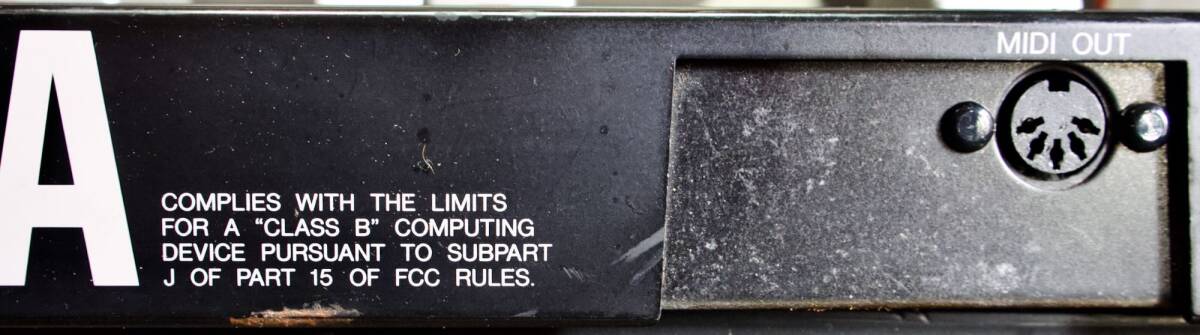 A
MIDI OUT
COMPLIES WITH THE LIMITS
FOR A “CLASS B” COMPUTING
DEVICE PURSUANT TO SUBPART
J OF PART 15 OF FCC RULES.